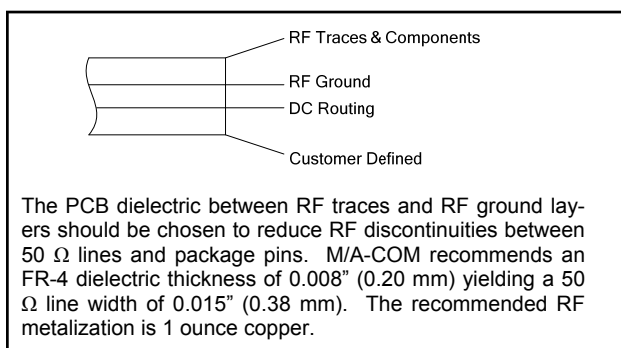 RF Traces & Components
RF Ground
DC Routing
Customer Defined
The PCB dielectric between RF traces and RF ground lay-
ers should be chosen to reduce RF discontinuities between
50 Ω lines and package pins.  M/A-COM recommends an
FR-4 dielectric thickness of 0.008” (0.20 mm) yielding a 50
Ω line width of 0.015” (0.38 mm).  The recommended RF
metalization is 1 ounce copper.